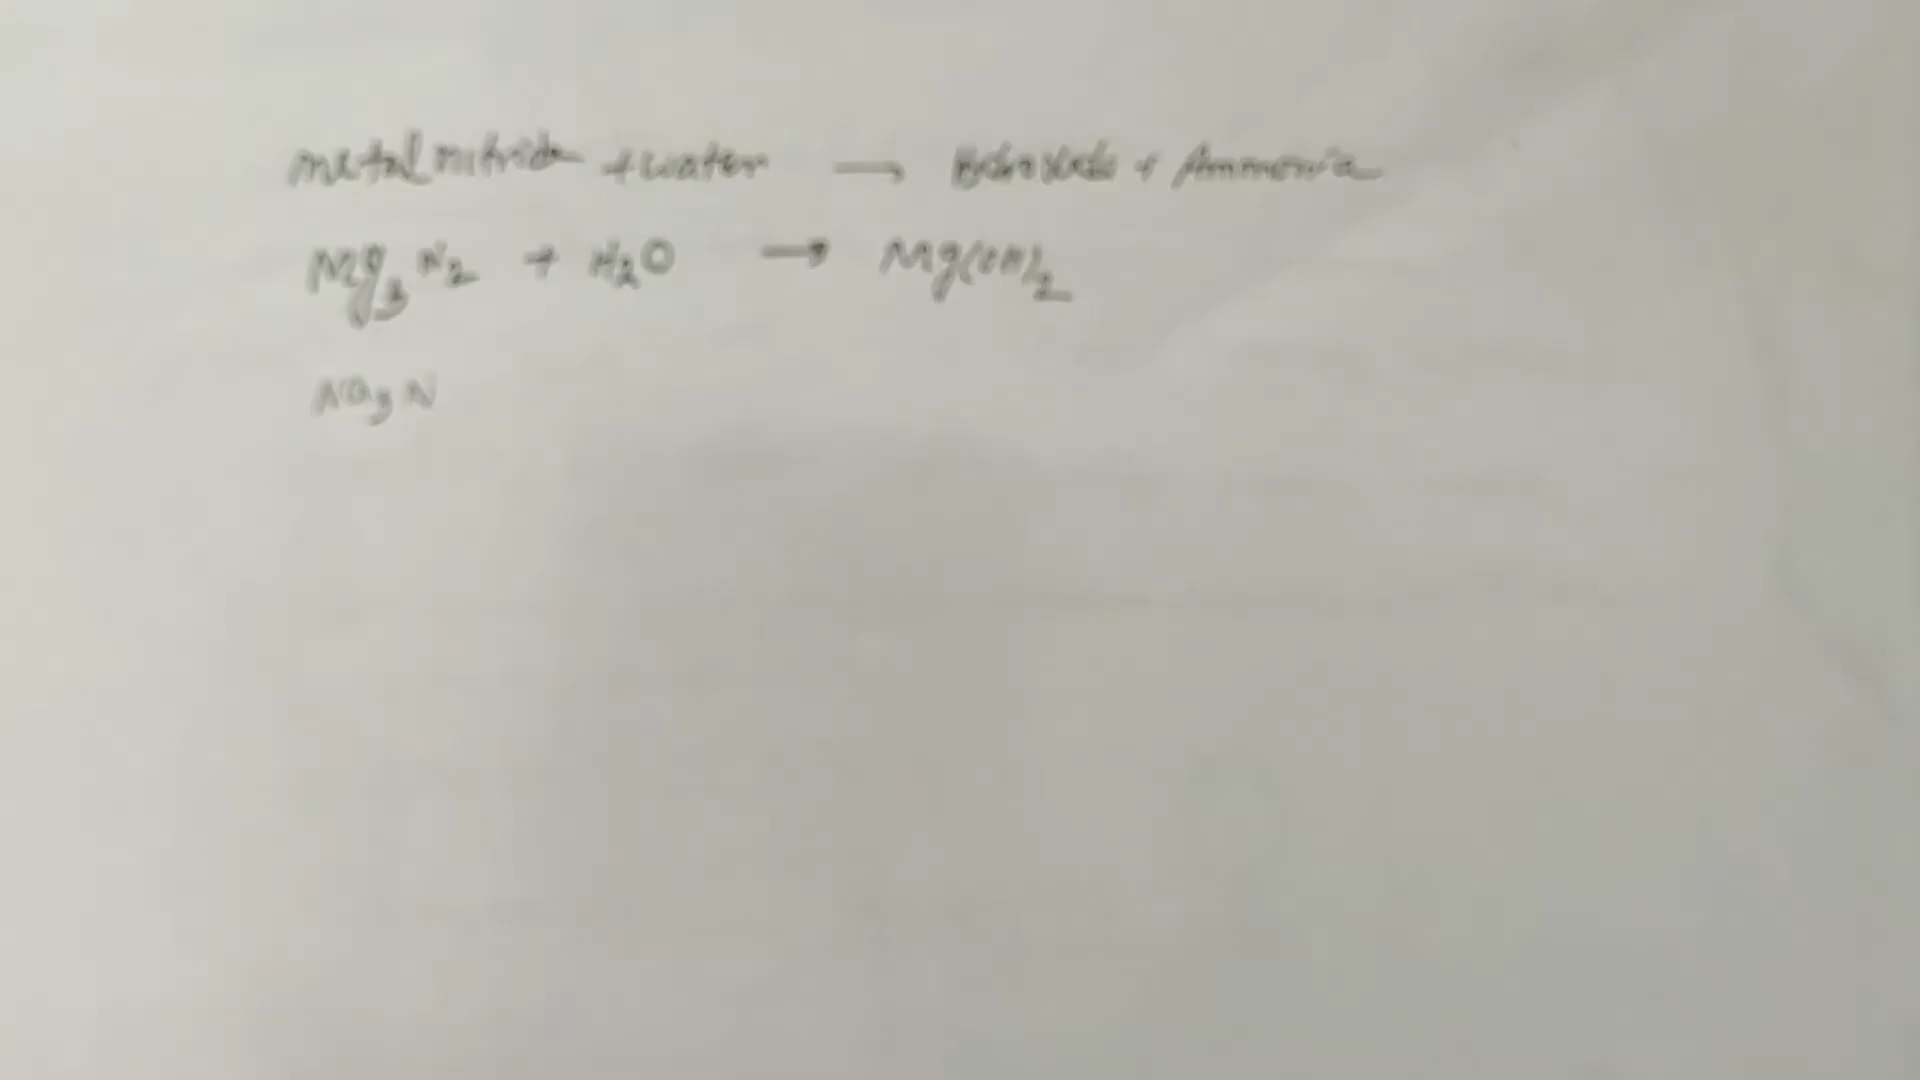 metal nitride + water → Hydroxide + Ammonia
Mg₃N₂ + H₂O → Mg(OH)₂
Na₃N